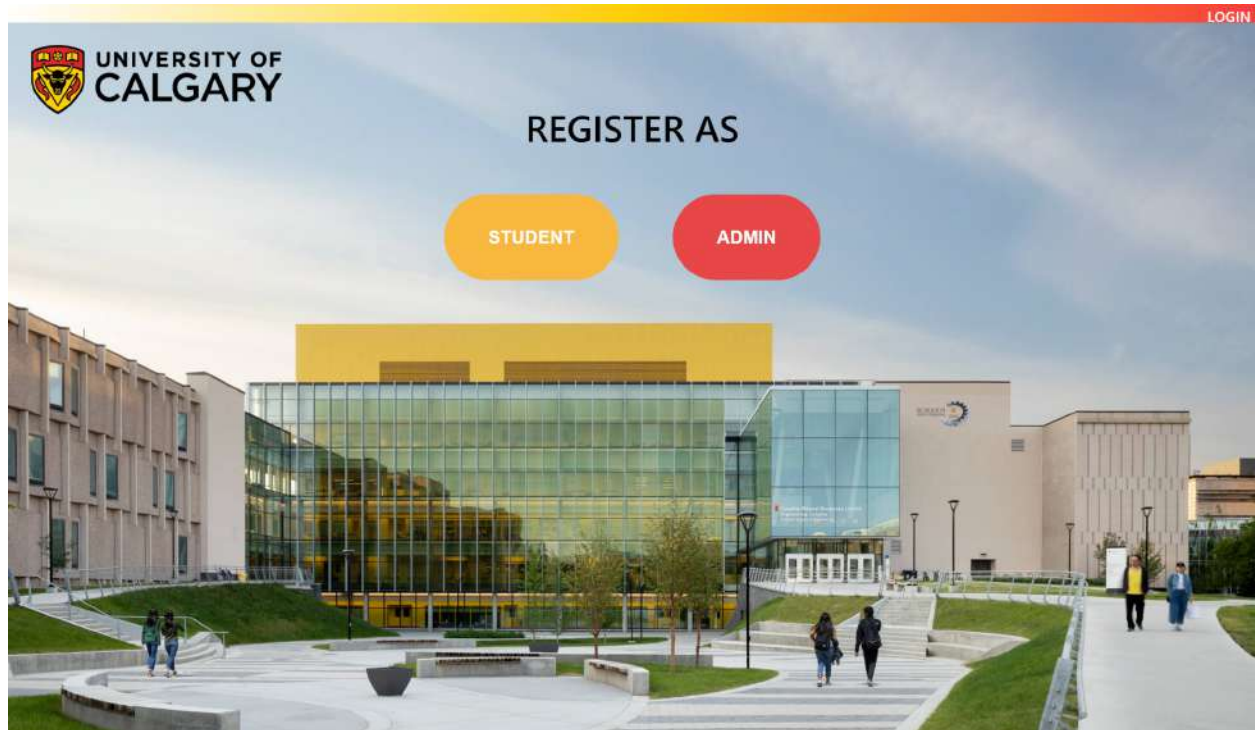 LOGIN
UNIVERSITY OF
CALGARY
REGISTER AS
STUDENT
ADMIN